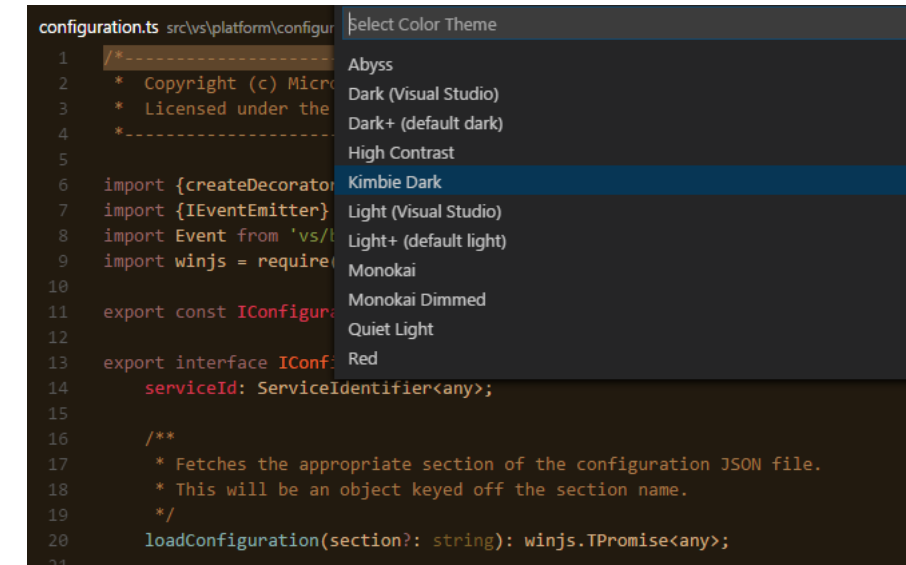 configuration.ts src\vs\platform\configur
Select Color Theme
Abyss
Dark (Visual Studio)
Dark+ (default dark)
High Contrast
Kimbie Dark
Light (Visual Studio)
Light+ (default light)
Monokai
Monokai Dimmed
Quiet Light
Red
1 /*---------------------
2  *  Copyright (c) Micro
3  *  Licensed under the
4  *---------------------
5
6 import {createDecorator
7 import {IEventEmitter}
8 import Event from 'vs/b
9 import winjs = require(
10
11 export const IConfigura
12
13 export interface IConfi
14     serviceId: ServiceIdentifier<any>;
15
16     /**
17      * Fetches the appropriate section of the configuration JSON file.
18      * This will be an object keyed off the section name.
19      */
20     loadConfiguration(section?: string): winjs.TPromise<any>;
21